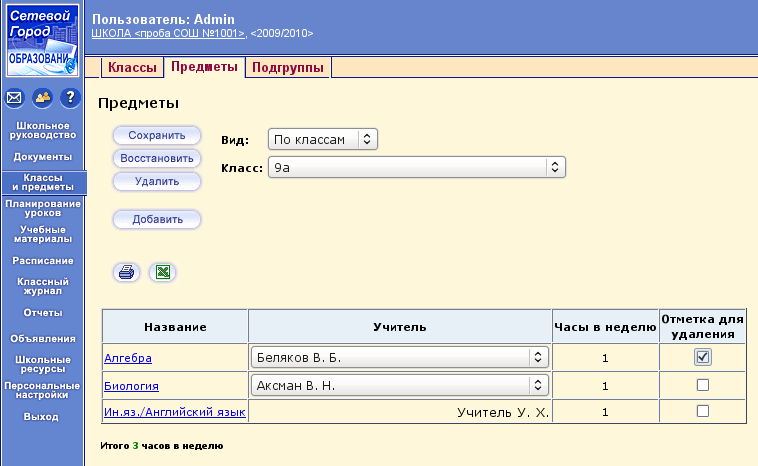 Сетевой
Город
ОБРАЗОВАНИЕ
Пользователь: Admin
ШКОЛА <проба СОШ №1001>, <2009/2010>
Классы
Предметы
Подгруппы
?
Школьное
руководство
Документы
Классы
и предметы
Планирование
уроков
Учебные
материалы
Расписание
Классный
журнал
Отчеты
Объявления
Школьные
ресурсы
Персональные
настройки
Выход
Предметы
Сохранить
Восстановить
Удалить
Добавить
Вид: По классам
Класс: 9а
Название Учитель Часы в неделю Отметка для
удаления
Алгебра Беляков В. Б. 1
Биология Аксман В. Н. 1
Ин.яз./Английский язык Учитель У. Х. 1
Итого 3 часов в неделю